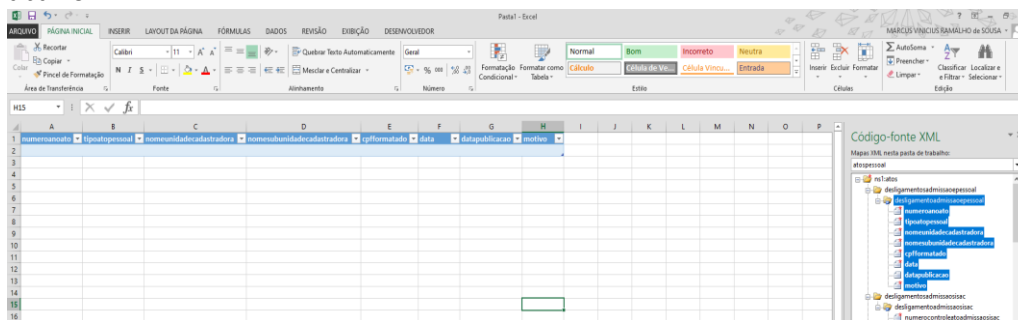 Pasta1 - Excel
ARQUIVO PÁGINA INICIAL INSERIR LAYOUT DA PÁGINA FÓRMULAS DADOS REVISÃO EXIBIÇÃO DESENVOLVEDOR MARCUS VINICIUS RAMALHO de SOUSA
Colar
Recortar
Copiar
Pincel de Formatação
Área de Transferência
Calibri 11
N I S
Fonte
Quebrar Texto Automaticamente
Mesclar e Centralizar
Alinhamento
Geral
% 000
Número
Formatação Condicional
Formatar como Tabela
Normal Bom Incorreto Neutra
Cálculo Célula de Ve... Célula Vincu... Entrada
Estilo
Inserir Excluir Formatar
Células
AutoSoma
Preencher
Limpar
Classificar e Filtrar
Localizar e Selecionar
Edição
H15 fx
A B C D E F G H I J K L M N O P
1 numeroanoato tipoatopessoal nomeunidadecadastradora nomesubunidadecadastradora cpfformatado data datapublicacao motivo
2
3
4
5
6
7
8
9
10
11
12
13
14
15
16
Código-fonte XML
Mapas XML nesta pasta de trabalho:
atospessoal
ns1:atos
desligamentosadmissaoepessoal
desligamentoadmissaoepessoal
numeroanoato
tipoatopessoal
nomeunidadecadastradora
nomesubunidadecadastradora
cpfformatado
data
datapublicacao
motivo
desligamentosadmissaosisac
desligamentoadmissaosisac
numerocontroleatoadmissaosisac